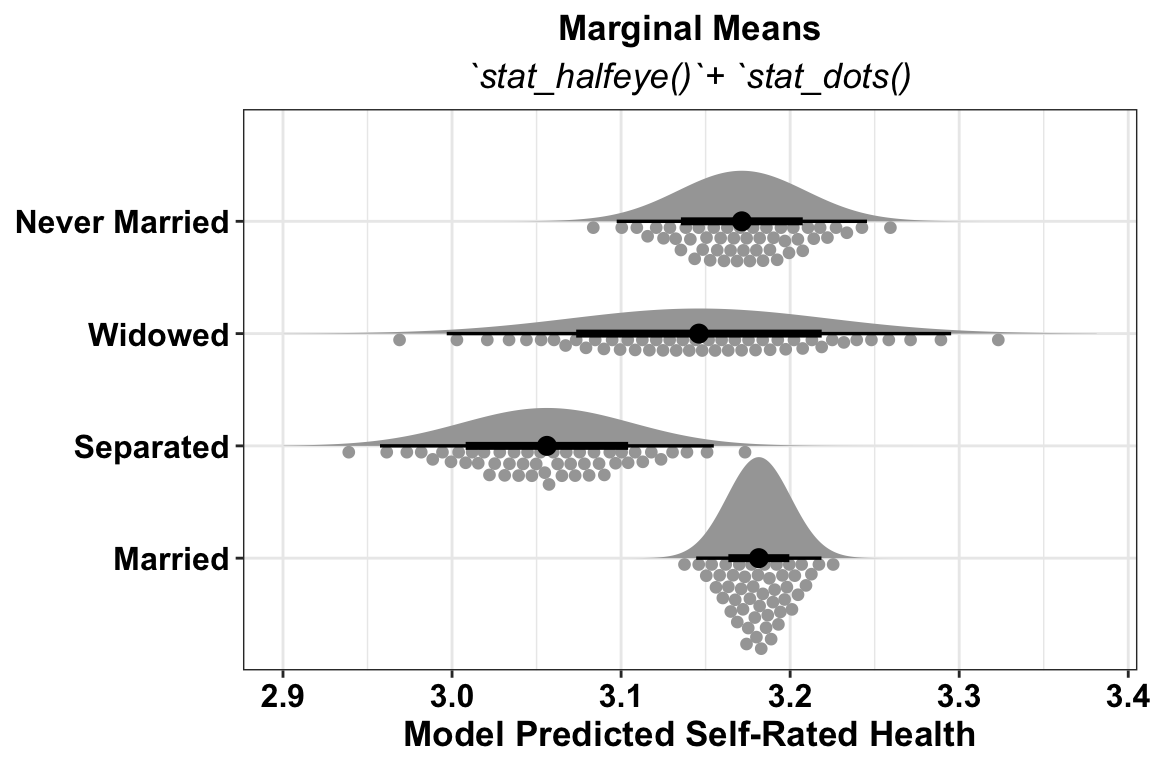 Marginal Means
`stat_halfeye()`+ `stat_dots()
Never Married
Widowed
Separated
Married
2.9 3.0 3.1 3.2 3.3 3.4
Model Predicted Self-Rated Health